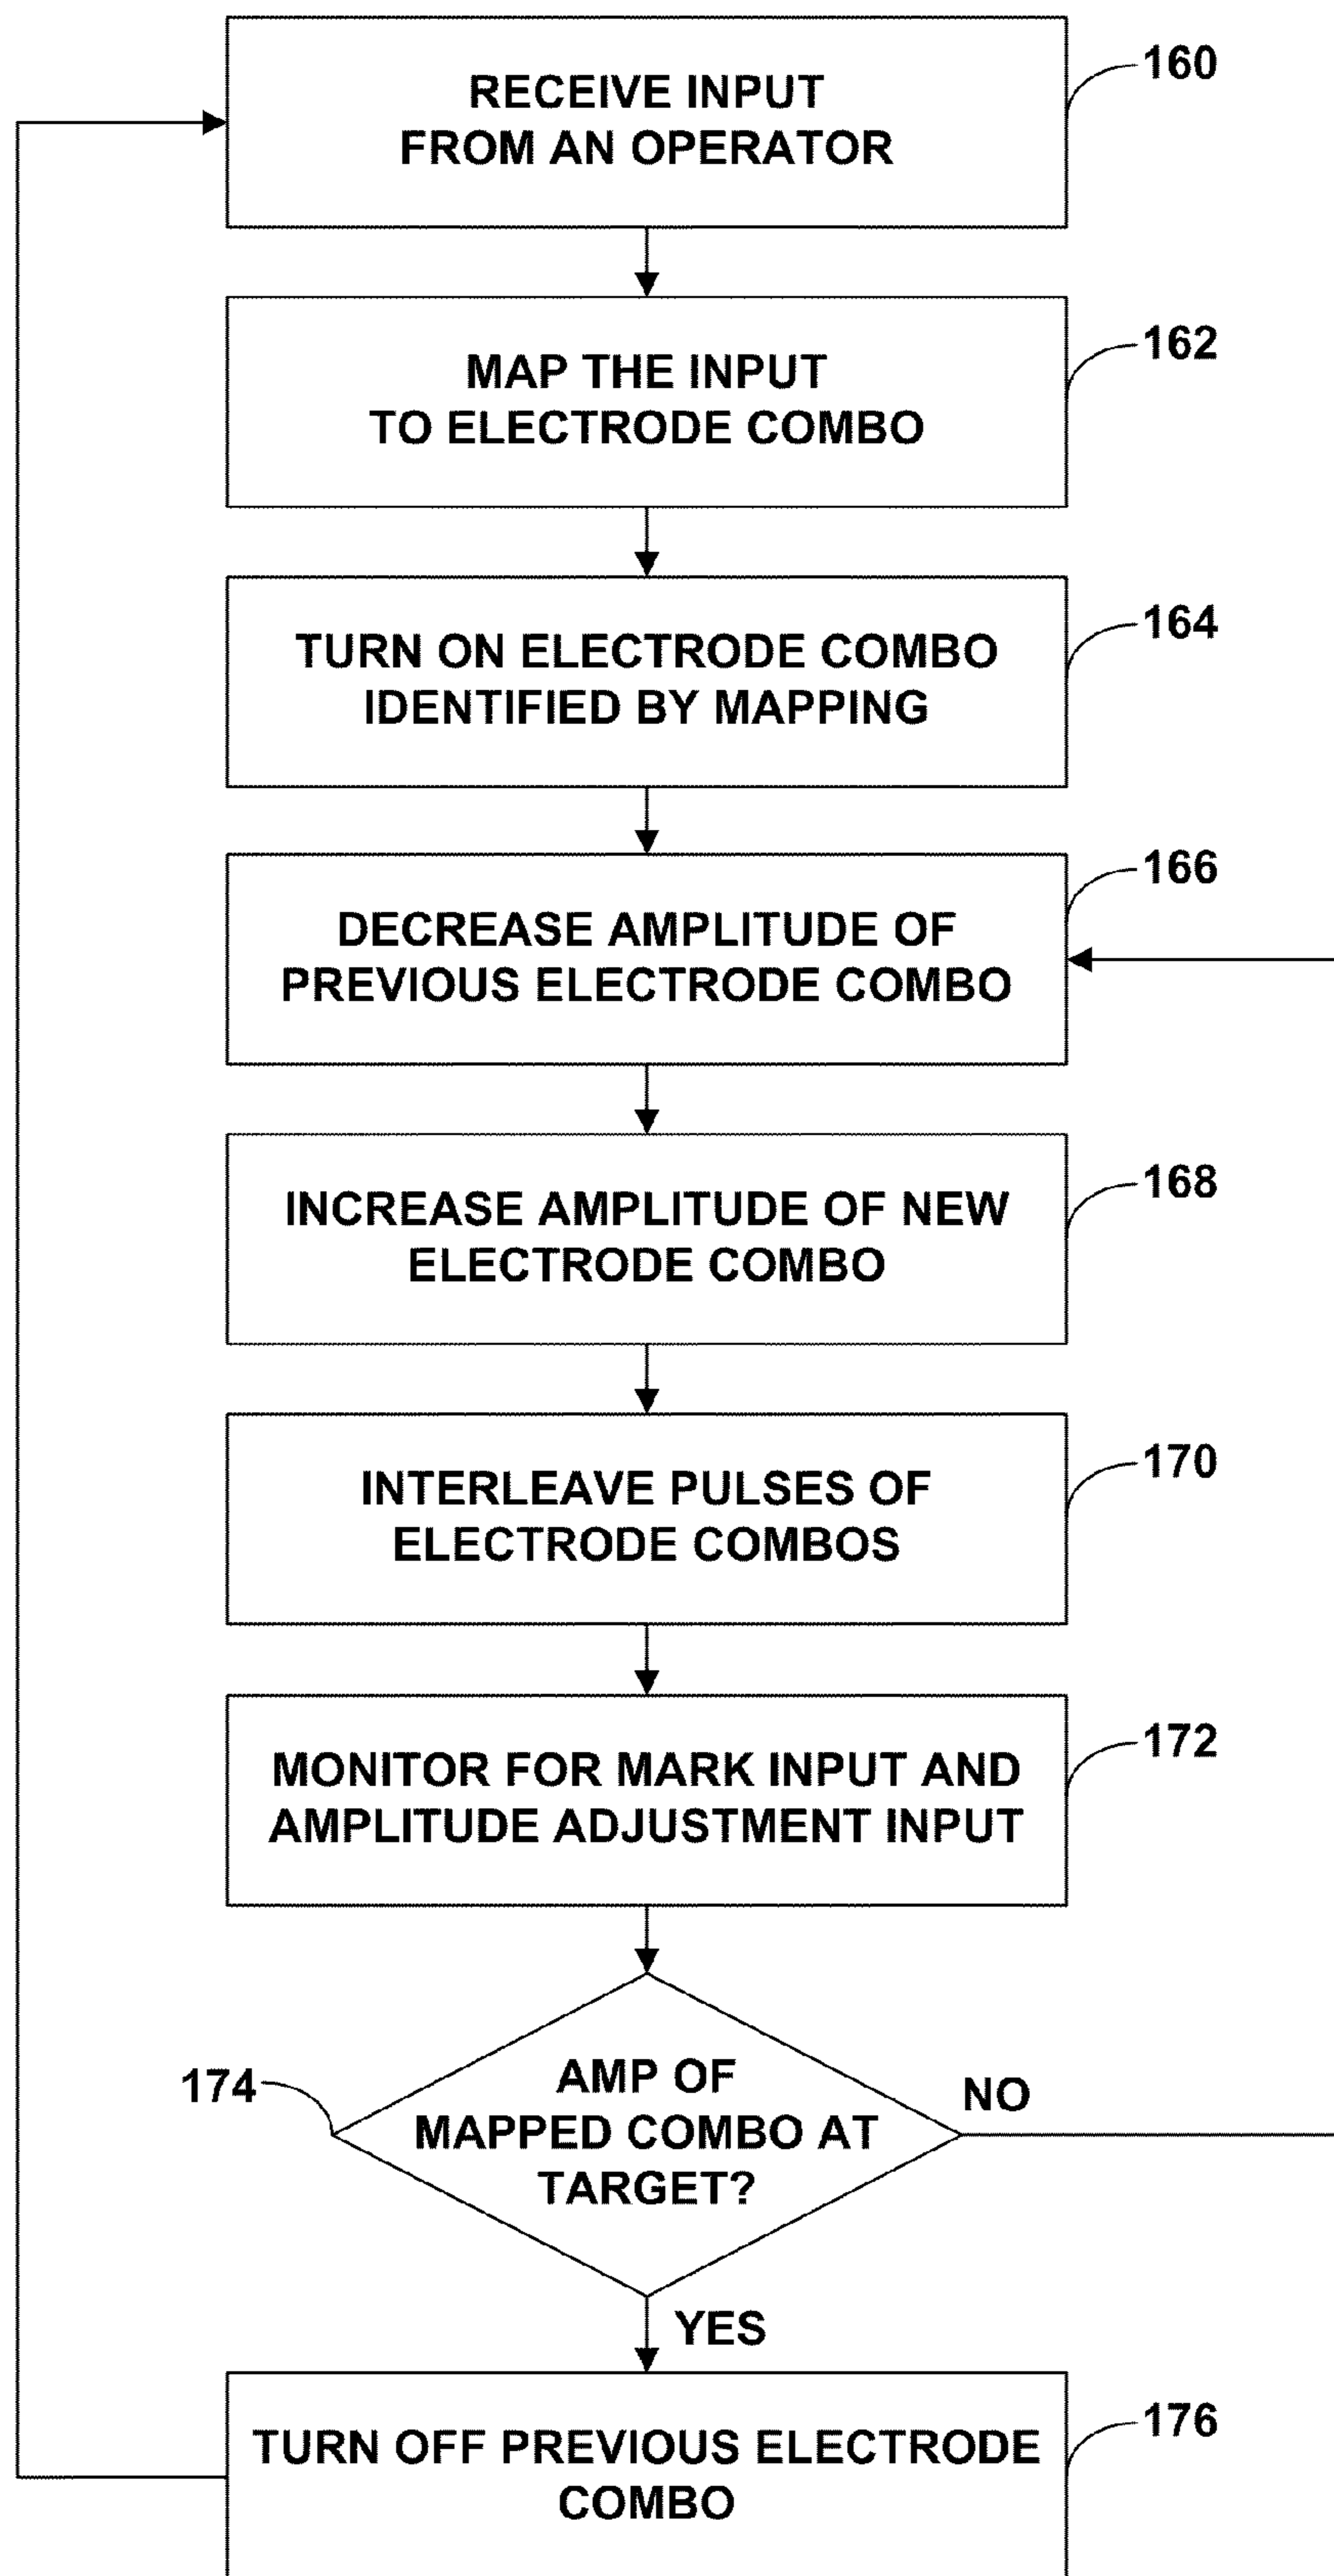 RECEIVE INPUT
FROM AN OPERATOR
160
MAP THE INPUT
TO ELECTRODE COMBO
162
TURN ON ELECTRODE COMBO
IDENTIFIED BY MAPPING
164
DECREASE AMPLITUDE OF
PREVIOUS ELECTRODE COMBO
166
INCREASE AMPLITUDE OF NEW
ELECTRODE COMBO
168
INTERLEAVE PULSES OF
ELECTRODE COMBOS
170
MONITOR FOR MARK INPUT AND
AMPLITUDE ADJUSTMENT INPUT
172
174
AMP OF
MAPPED COMBO AT
TARGET?
NO
YES
TURN OFF PREVIOUS ELECTRODE
COMBO
176